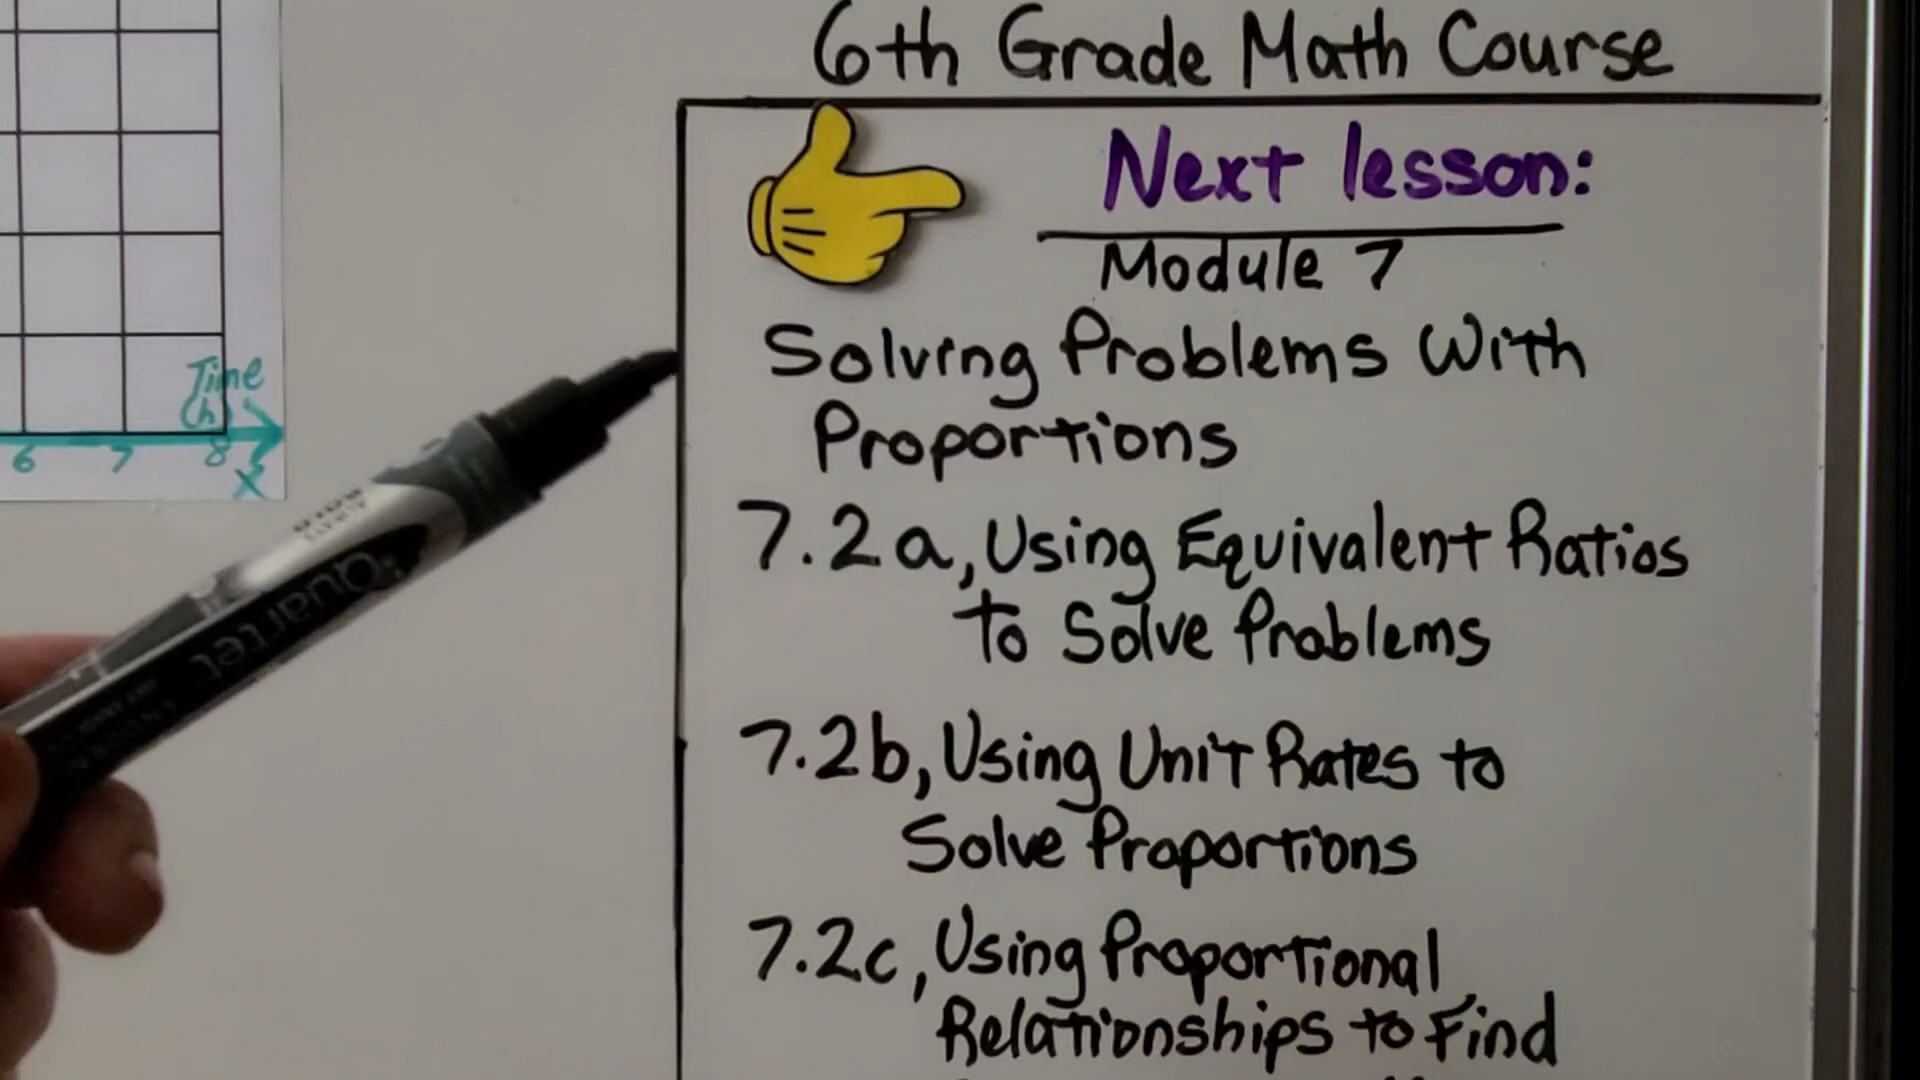 6th Grade Math Course
Next lesson:
Module 7
Solving Problems With
Proportions
7.2a, Using Equivalent Ratios
to Solve Problems
7.2b, Using Unit Rates to
Solve Proportions
7.2c, Using Proportional
Relationships to Find
Time
(h)
6 7 8
X
Quartet